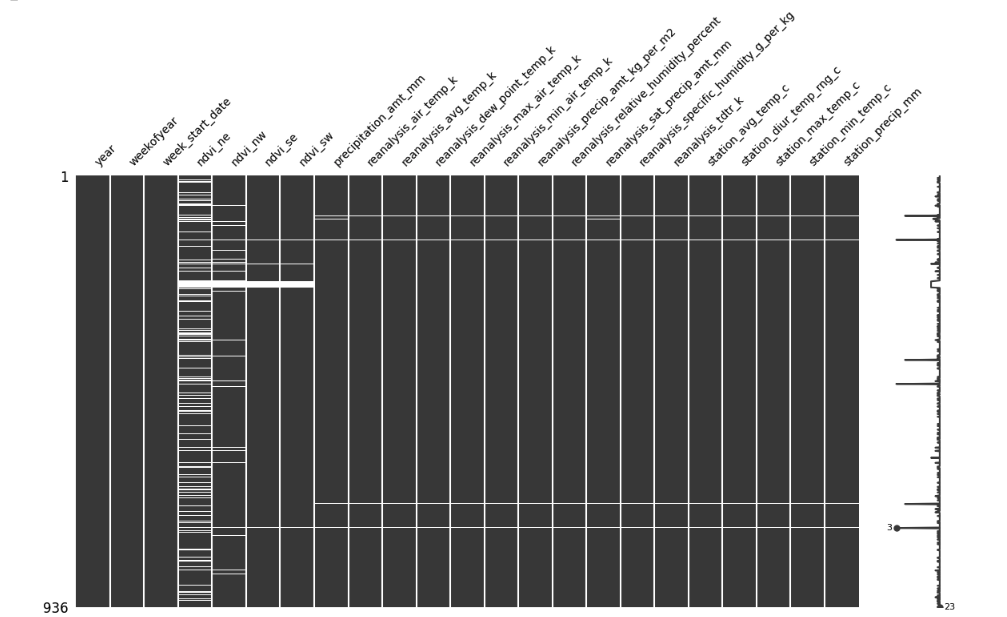 year
weekofyear
week_start_date
ndvi_ne
ndvi_nw
ndvi_se
ndvi_sw
precipitation_amt_mm
reanalysis_air_temp_k
reanalysis_avg_temp_k
reanalysis_dew_point_temp_k
reanalysis_max_air_temp_k
reanalysis_min_air_temp_k
reanalysis_precip_amt_kg_per_m2
reanalysis_relative_humidity_percent
reanalysis_sat_precip_amt_mm
reanalysis_specific_humidity_g_per_kg
reanalysis_tdtr_k
station_avg_temp_c
station_diur_temp_rng_c
station_max_temp_c
station_min_temp_c
station_precip_mm
1
3
936
23